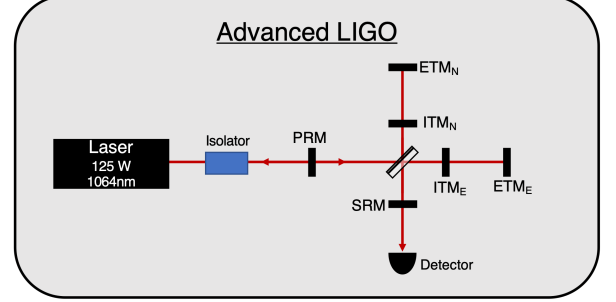 Advanced LIGO
ETM_N
ITM_N
Laser
125 W
1064nm
Isolator
PRM
ITM_E
ETM_E
SRM
Detector